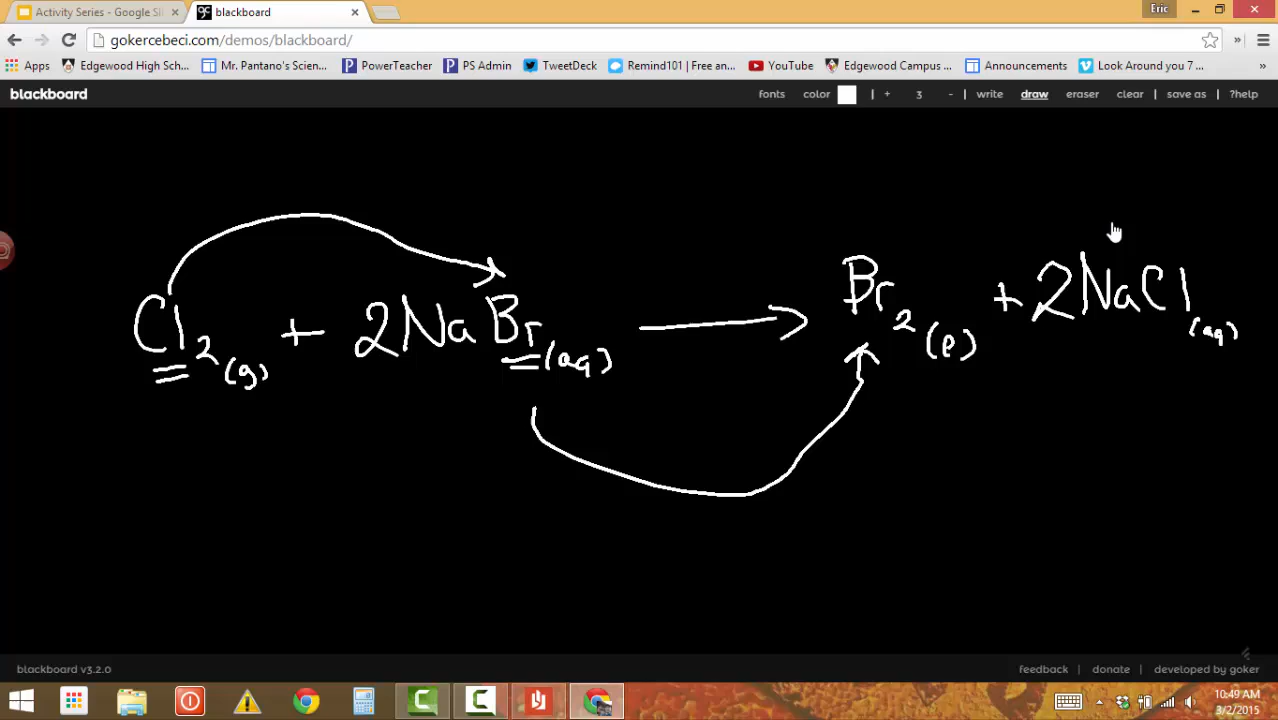 Activity Series - Google Sli
blackboard
Eric
gokercebeci.com/demos/blackboard/
Apps Edgewood High Sch... Mr. Pantano's Scien... PowerTeacher PS Admin TweetDeck Remind101 | Free an... YouTube Edgewood Campus ... Announcements Look Around you 7 ... »
blackboard fonts color | + 3 - | write draw eraser clear | save as | ?help
Cl2(g) + 2NaBr(aq) → Br2(l) + 2NaCl(aq)
blackboard v3.2.0 feedback | donate | developed by goker
10:49 AM
3/2/2015